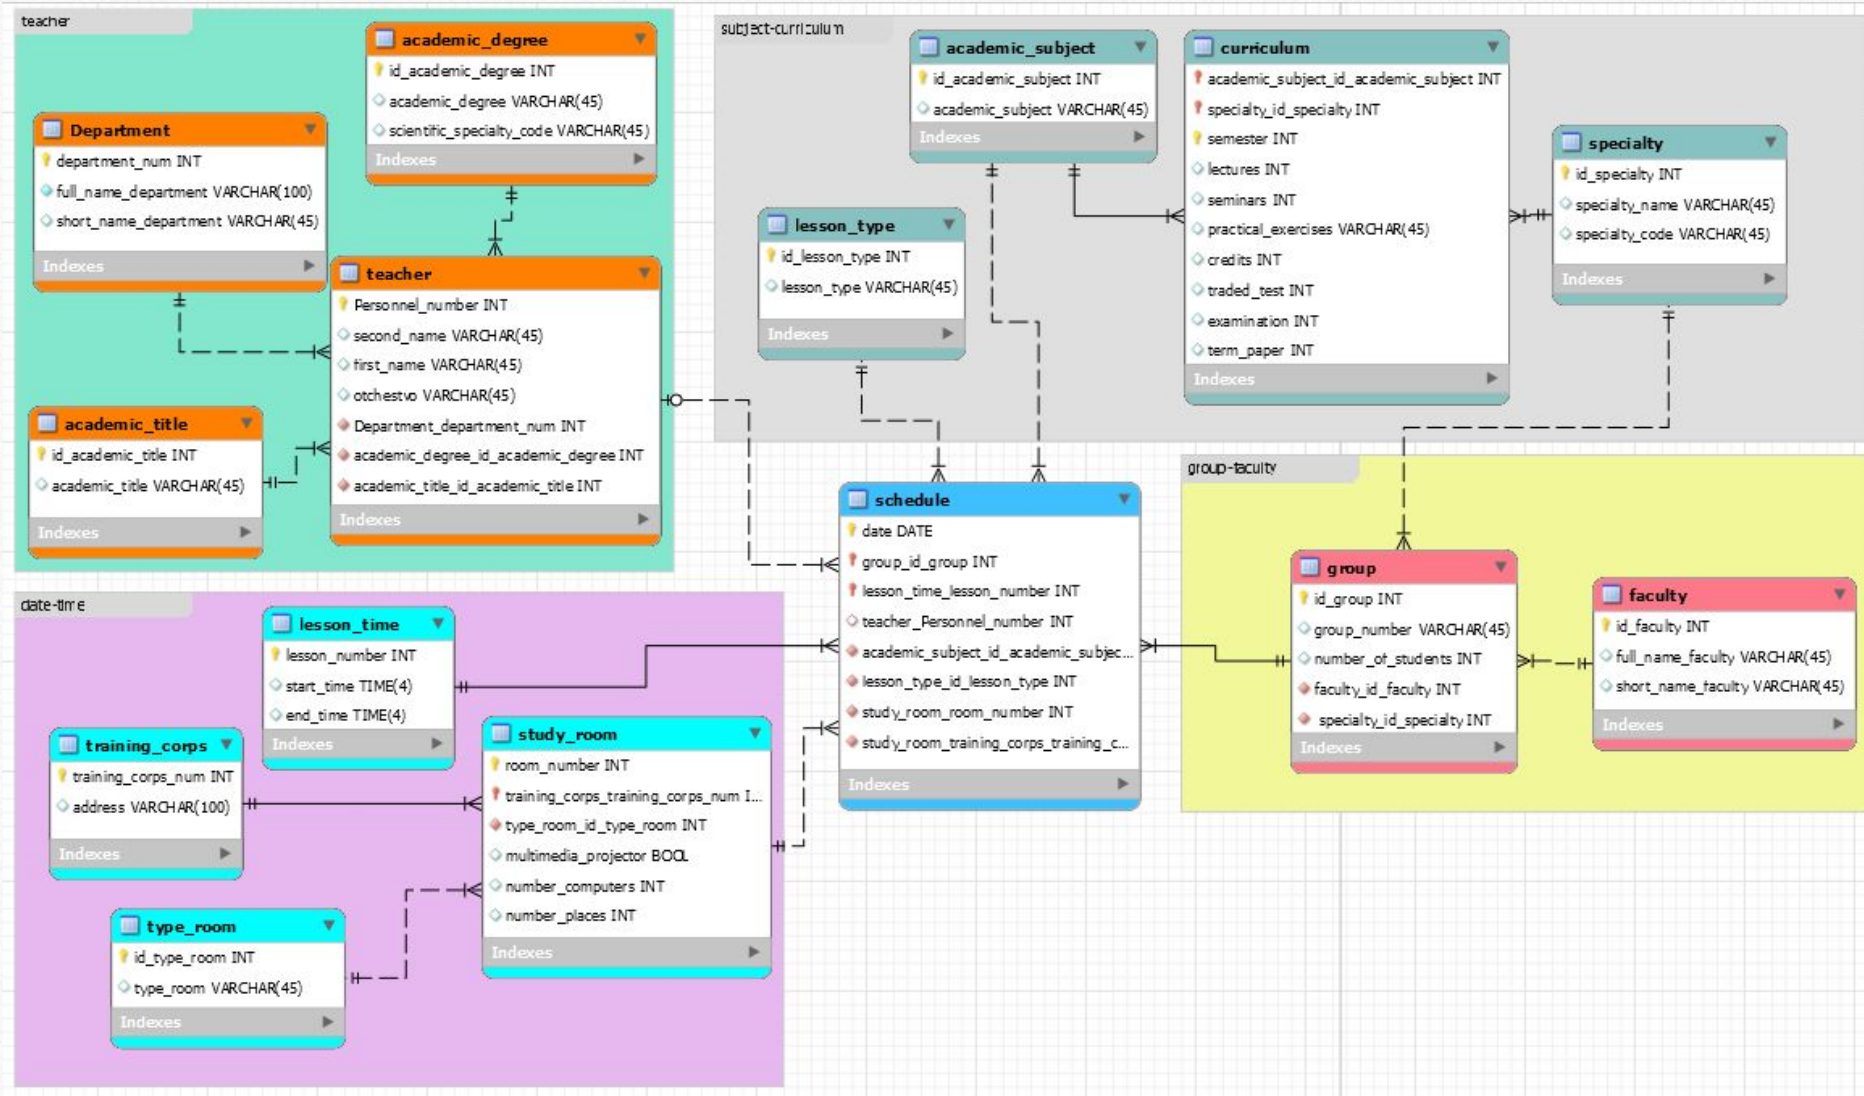 teacher
academic_degree
id_academic_degree INT
academic_degree VARCHAR(45)
scientific_specialty_code VARCHAR(45)
Indexes
Department
department_num INT
full_name_department VARCHAR(100)
short_name_department VARCHAR(45)
Indexes
teacher
Personnel_number INT
second_name VARCHAR(45)
first_name VARCHAR(45)
otchestvo VARCHAR(45)
Department_department_num INT
academic_degree_id_academic_degree INT
academic_title_id_academic_title INT
Indexes
academic_title
id_academic_title INT
academic_title VARCHAR(45)
Indexes
subject-curriculum
academic_subject
id_academic_subject INT
academic_subject VARCHAR(45)
Indexes
curriculum
academic_subject_id_academic_subject INT
specialty_id_specialty INT
semester INT
lectures INT
seminars INT
practical_exercises VARCHAR(45)
credits INT
traded_test INT
examination INT
term_paper INT
Indexes
specialty
id_specialty INT
specialty_name VARCHAR(45)
specialty_code VARCHAR(45)
Indexes
lesson_type
id_lesson_type INT
lesson_type VARCHAR(45)
Indexes
schedule
date DATE
group_id_group INT
lesson_time_lesson_number INT
teacher_Personnel_number INT
academic_subject_id_academic_subjec...
lesson_type_id_lesson_type INT
study_room_room_number INT
study_room_training_corps_training_c...
Indexes
group-faculty
group
id_group INT
group_number VARCHAR(45)
number_of_students INT
faculty_id_faculty INT
specialty_id_specialty INT
Indexes
faculty
id_faculty INT
full_name_faculty VARCHAR(45)
short_name_faculty VARCHAR(45)
Indexes
date-time
lesson_time
lesson_number INT
start_time TIME(4)
end_time TIME(4)
Indexes
training_corps
training_corps_num INT
address VARCHAR(100)
Indexes
study_room
room_number INT
training_corps_training_corps_num I...
type_room_id_type_room INT
multimedia_projector BOOL
number_computers INT
number_places INT
Indexes
type_room
id_type_room INT
type_room VARCHAR(45)
Indexes